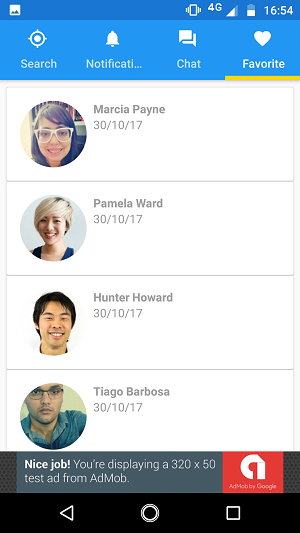 4G 16:54
Search Notificati... Chat Favorite
Marcia Payne
30/10/17
Pamela Ward
30/10/17
Hunter Howard
30/10/17
Tiago Barbosa
30/10/17
Nice job! You're displaying a 320 x 50
test ad from AdMob.
AdMob by Google